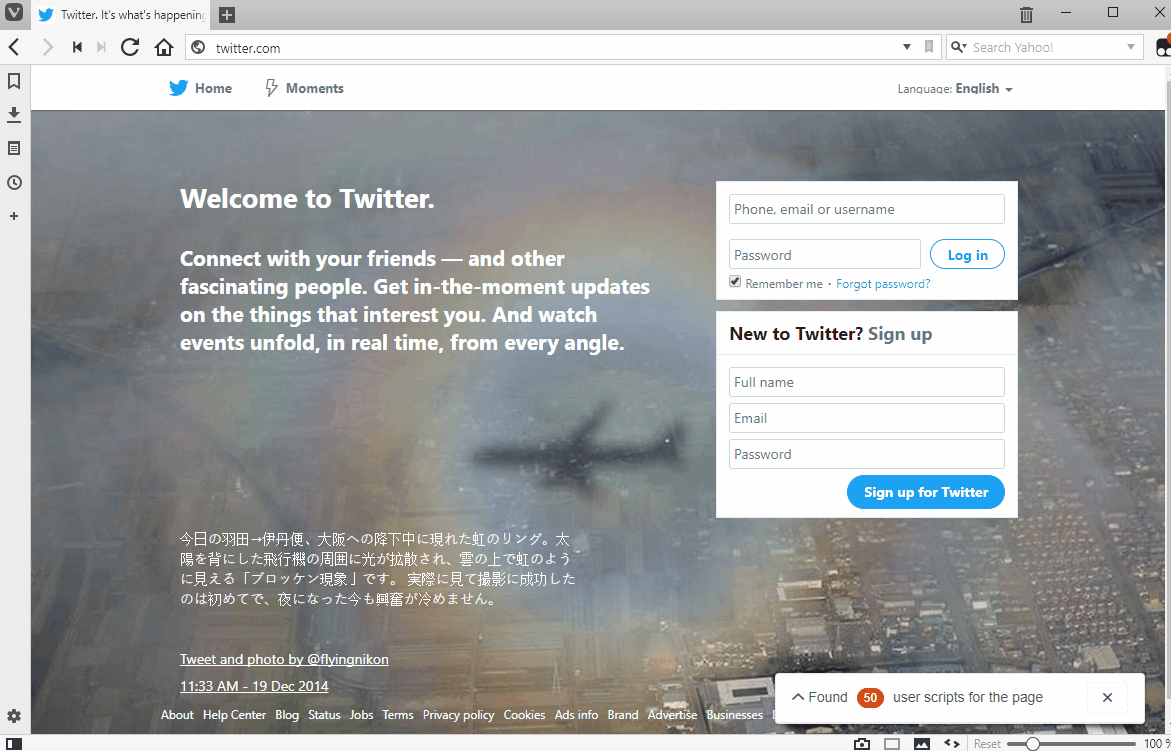 Twitter. It's what's happening
twitter.com
Search Yahoo!
Home
Moments
Language: English
Welcome to Twitter.
Connect with your friends — and other
fascinating people. Get in-the-moment updates
on the things that interest you. And watch
events unfold, in real time, from every angle.
Phone, email or username
Password
Log in
Remember me · Forgot password?
New to Twitter? Sign up
Full name
Email
Password
Sign up for Twitter
今日の羽田→伊丹便、大阪への降下中に現れた虹のリング。太
陽を背にした飛行機の周囲に光が拡散され、雲の上で虹のよう
に見える「ブロッケン現象」です。 実際に見て撮影に成功した
のは初めてで、夜になった今も興奮が冷めません。
Tweet and photo by @flyingnikon
11:33 AM - 19 Dec 2014
Found 50 user scripts for the page
About Help Center Blog Status Jobs Terms Privacy policy Cookies Ads info Brand Advertise Businesses
Reset 100 %